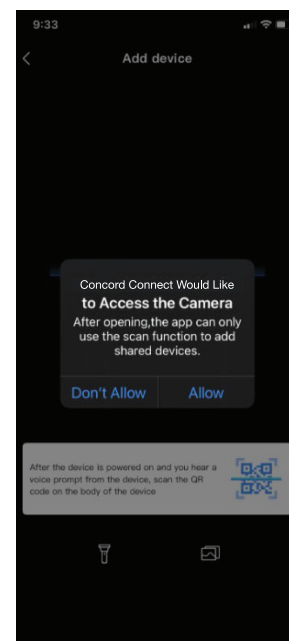 9:33
Add device
Concord Connect Would Like
to Access the Camera
After opening,the app can only
use the scan function to add
shared devices.
Don't Allow
Allow
After the device is powered on and you hear a
voice prompt from the device, scan the QR
code on the body of the device